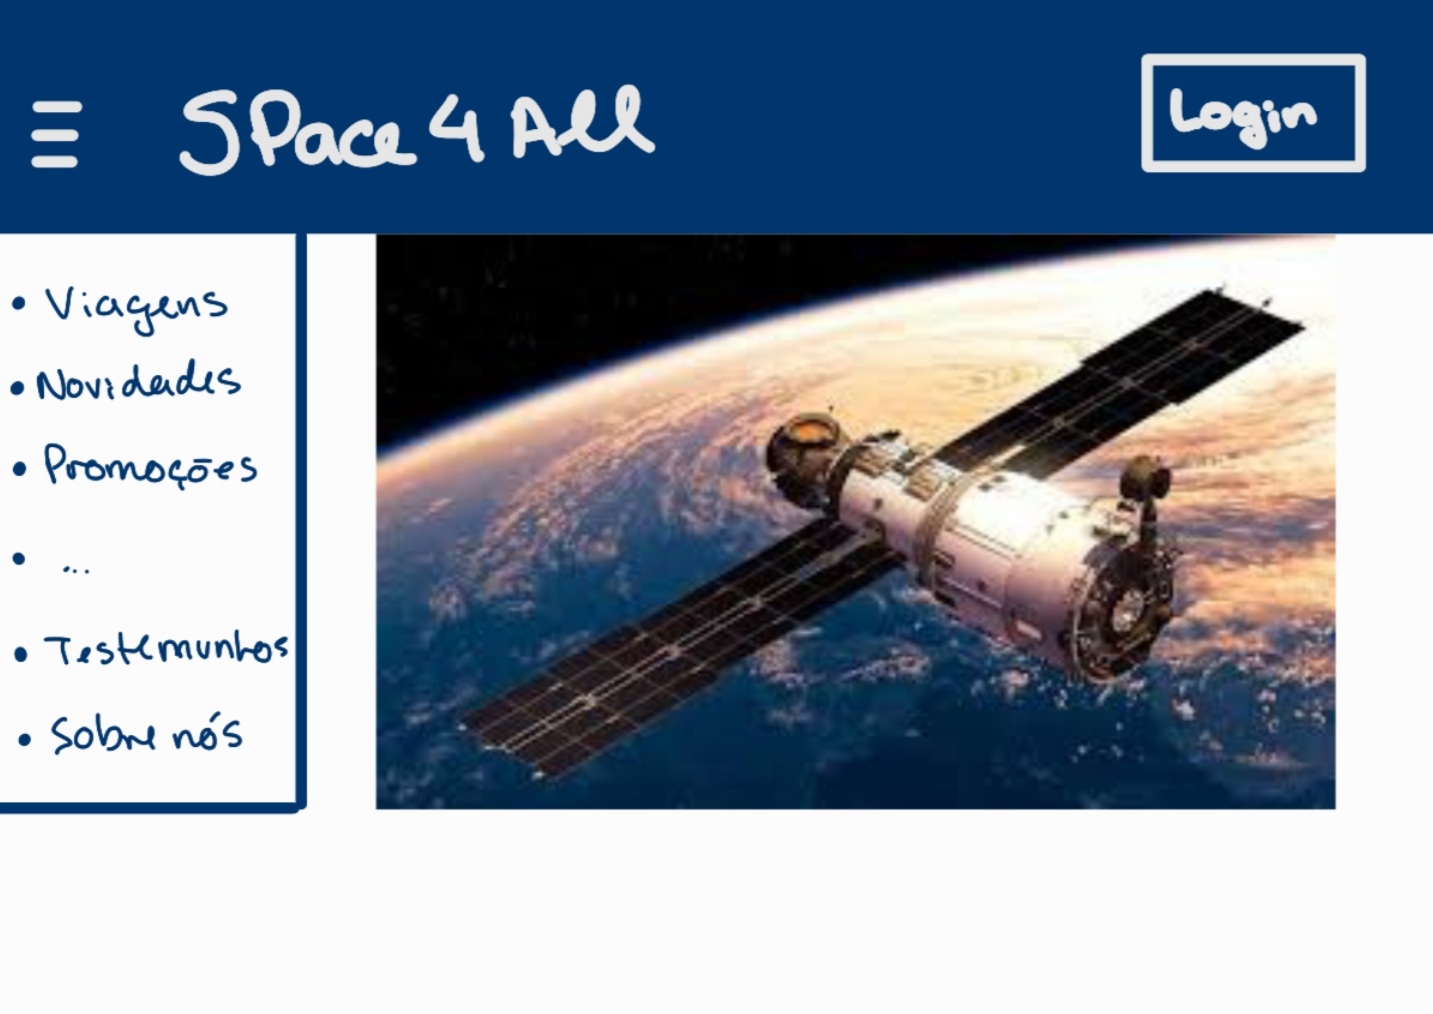 SPace 4 All
Login
• Viagens
• Novidades
• Promoções
• ...
• Testemunhos
• Sobre nós